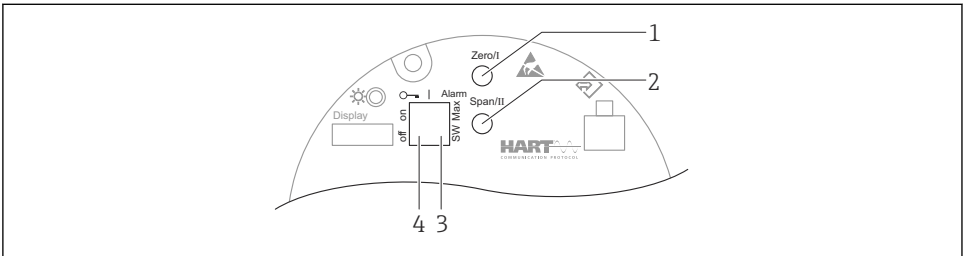 1
Zero/I
2
Alarm
Span/II
Display
on
off
SW Max
HART
COMMUNICATION PROTOCOL
4 3